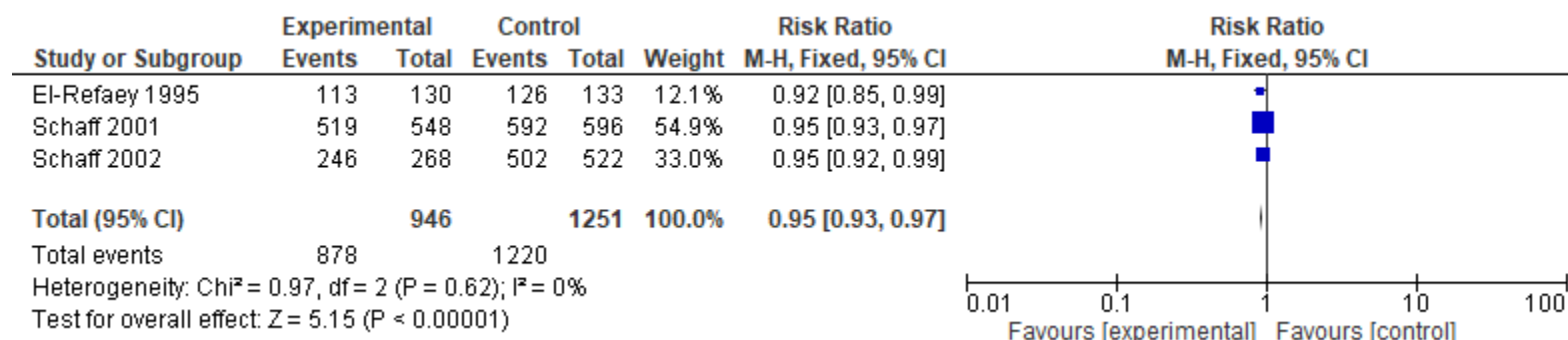 Experimental Control Risk Ratio Risk Ratio
Study or Subgroup Events Total Events Total Weight M-H, Fixed, 95% CI M-H, Fixed, 95% CI
El-Refaey 1995 113 130 126 133 12.1% 0.92 [0.85, 0.99]
Schaff 2001 519 548 592 596 54.9% 0.95 [0.93, 0.97]
Schaff 2002 246 268 502 522 33.0% 0.95 [0.92, 0.99]
Total (95% CI) 946 1251 100.0% 0.95 [0.93, 0.97]
Total events 878 1220
Heterogeneity: Chi² = 0.97, df = 2 (P = 0.62); I² = 0%
Test for overall effect: Z = 5.15 (P < 0.00001)
0.01 0.1 1 10 100
Favours [experimental] Favours [control]